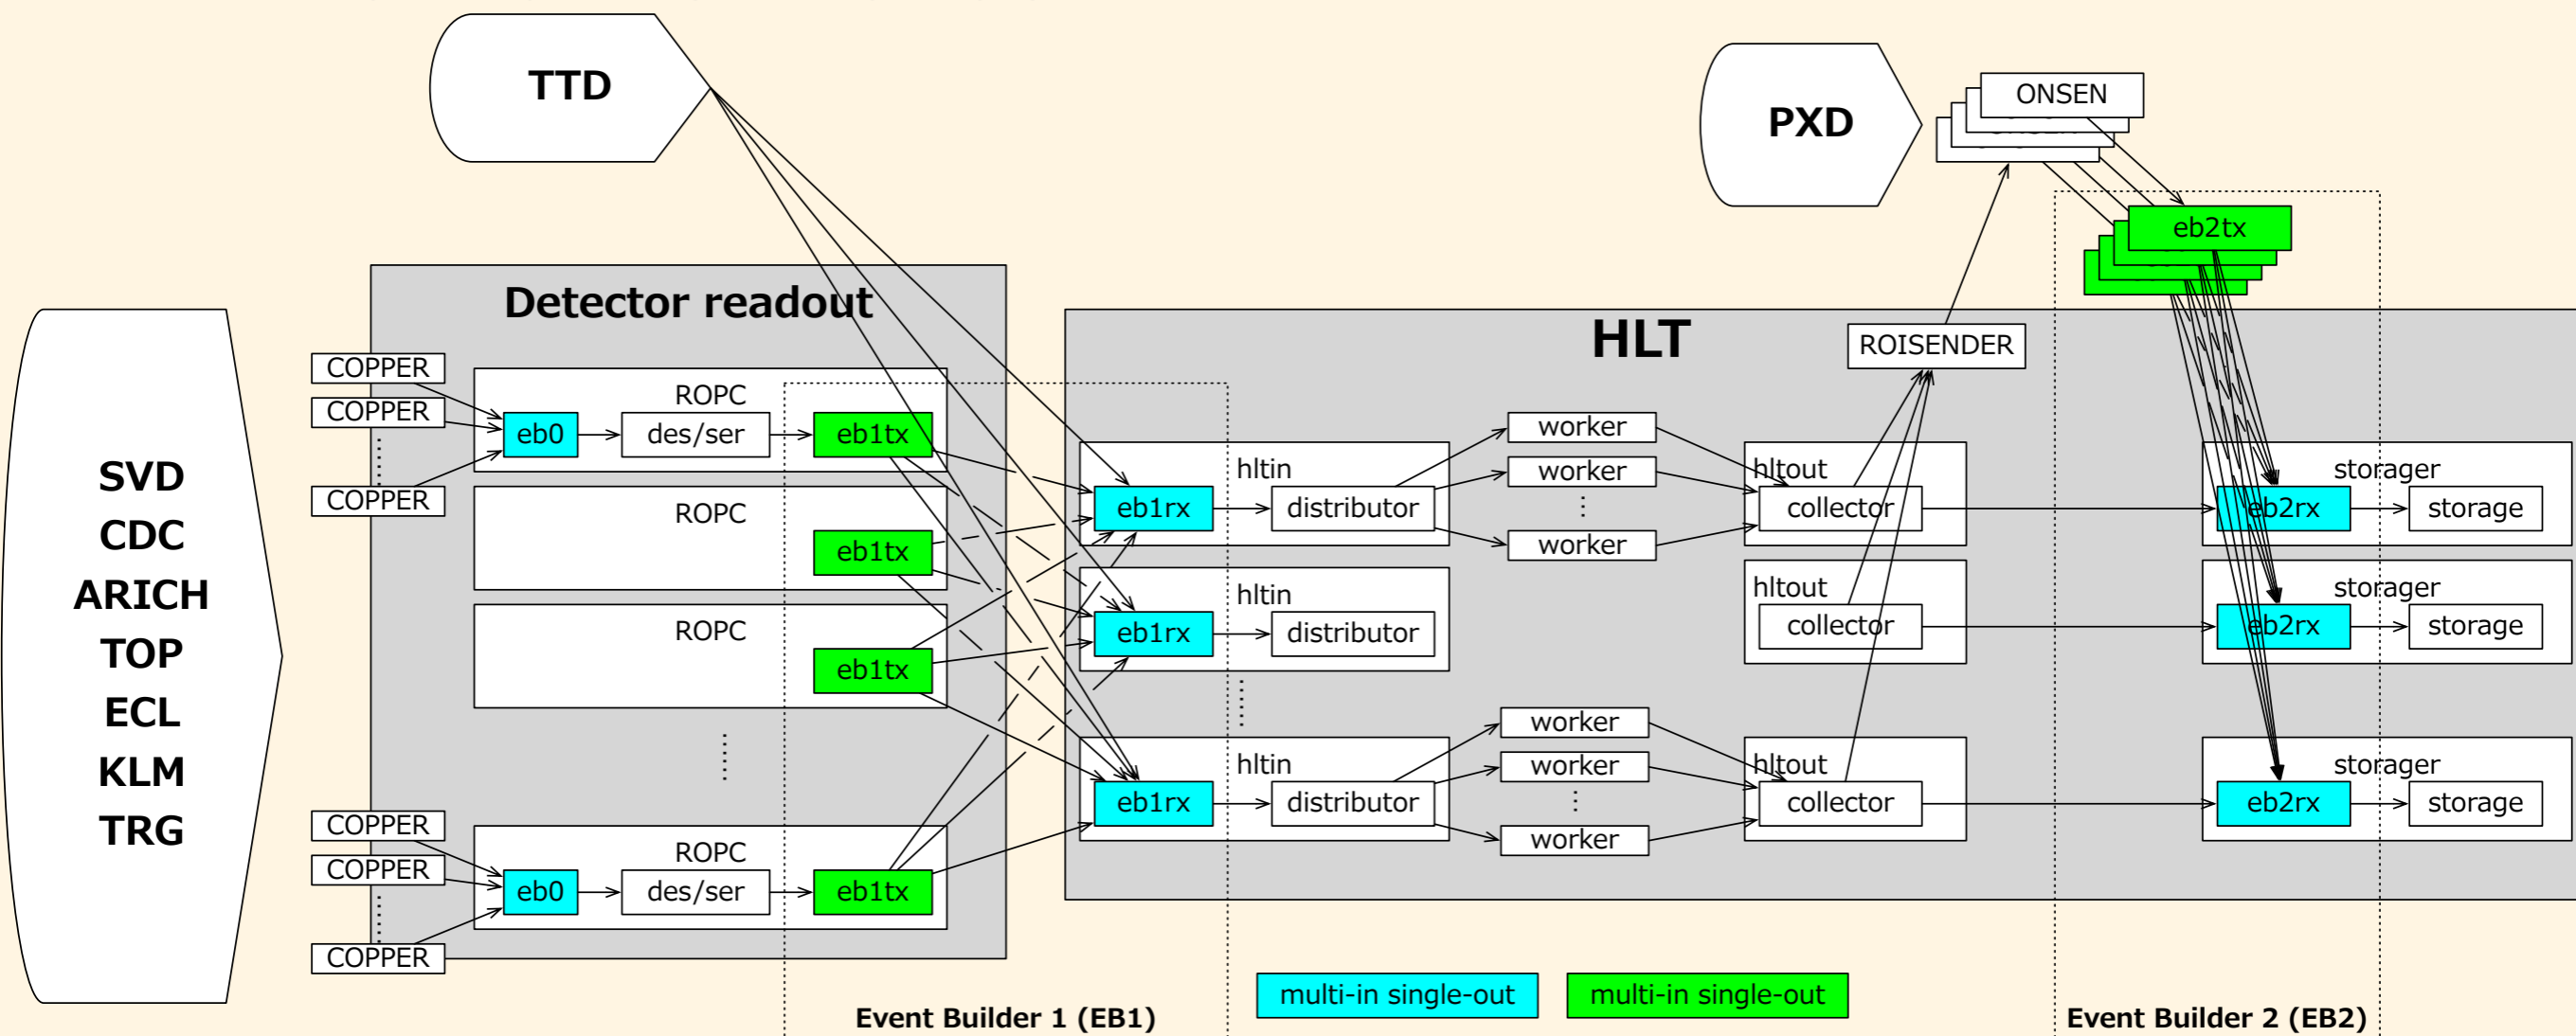 TTD
PXD
ONSEN
eb2tx
Detector readout
HLT
ROISENDER
SVD
CDC
ARICH
TOP
ECL
KLM
TRG
COPPER
COPPER
COPPER
ROPC
eb0
des/ser
eb1tx
ROPC
eb1tx
ROPC
eb1tx
COPPER
COPPER
COPPER
ROPC
eb0
des/ser
eb1tx
hltin
eb1rx
distributor
hltin
eb1rx
distributor
hltin
eb1rx
distributor
worker
worker
worker
worker
worker
worker
hltout
collector
hltout
collector
hltout
collector
storager
eb2rx
storage
storager
eb2rx
storage
storager
eb2rx
storage
multi-in single-out
multi-in single-out
Event Builder 1 (EB1)
Event Builder 2 (EB2)